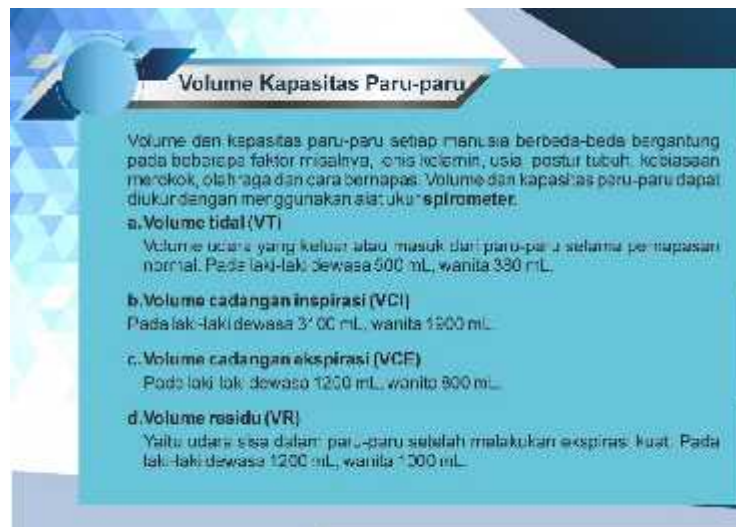 Volume Kapasitas Paru-paru
Volume dan kapasitas paru-paru setiap manusia berbeda-beda bergantung
pada beberapa faktor misalnya, jenis kelamin, usia, postur tubuh, kebiasaan
merokok, olahraga dan cara bernapas. Volume dan kapasitas paru-paru dapat
diukur dengan menggunakan alat ukur spirometer.
a.Volume tidal (VT)
Volume udara yang keluar atau masuk dari paru-paru selama pernapasan
normal. Pada laki-laki dewasa 500 mL, wanita 380 mL.
b.Volume cadangan inspirasi (VCI)
Pada laki-laki dewasa 3100 mL, wanita 1900 mL.
c.Volume cadangan ekspirasi (VCE)
Pada laki-laki dewasa 1200 mL, wanita 800 mL.
d.Volume residu (VR)
Yaitu udara sisa dalam paru-paru setelah melakukan ekspirasi kuat. Pada
laki-laki dewasa 1200 mL, wanita 1000 mL.